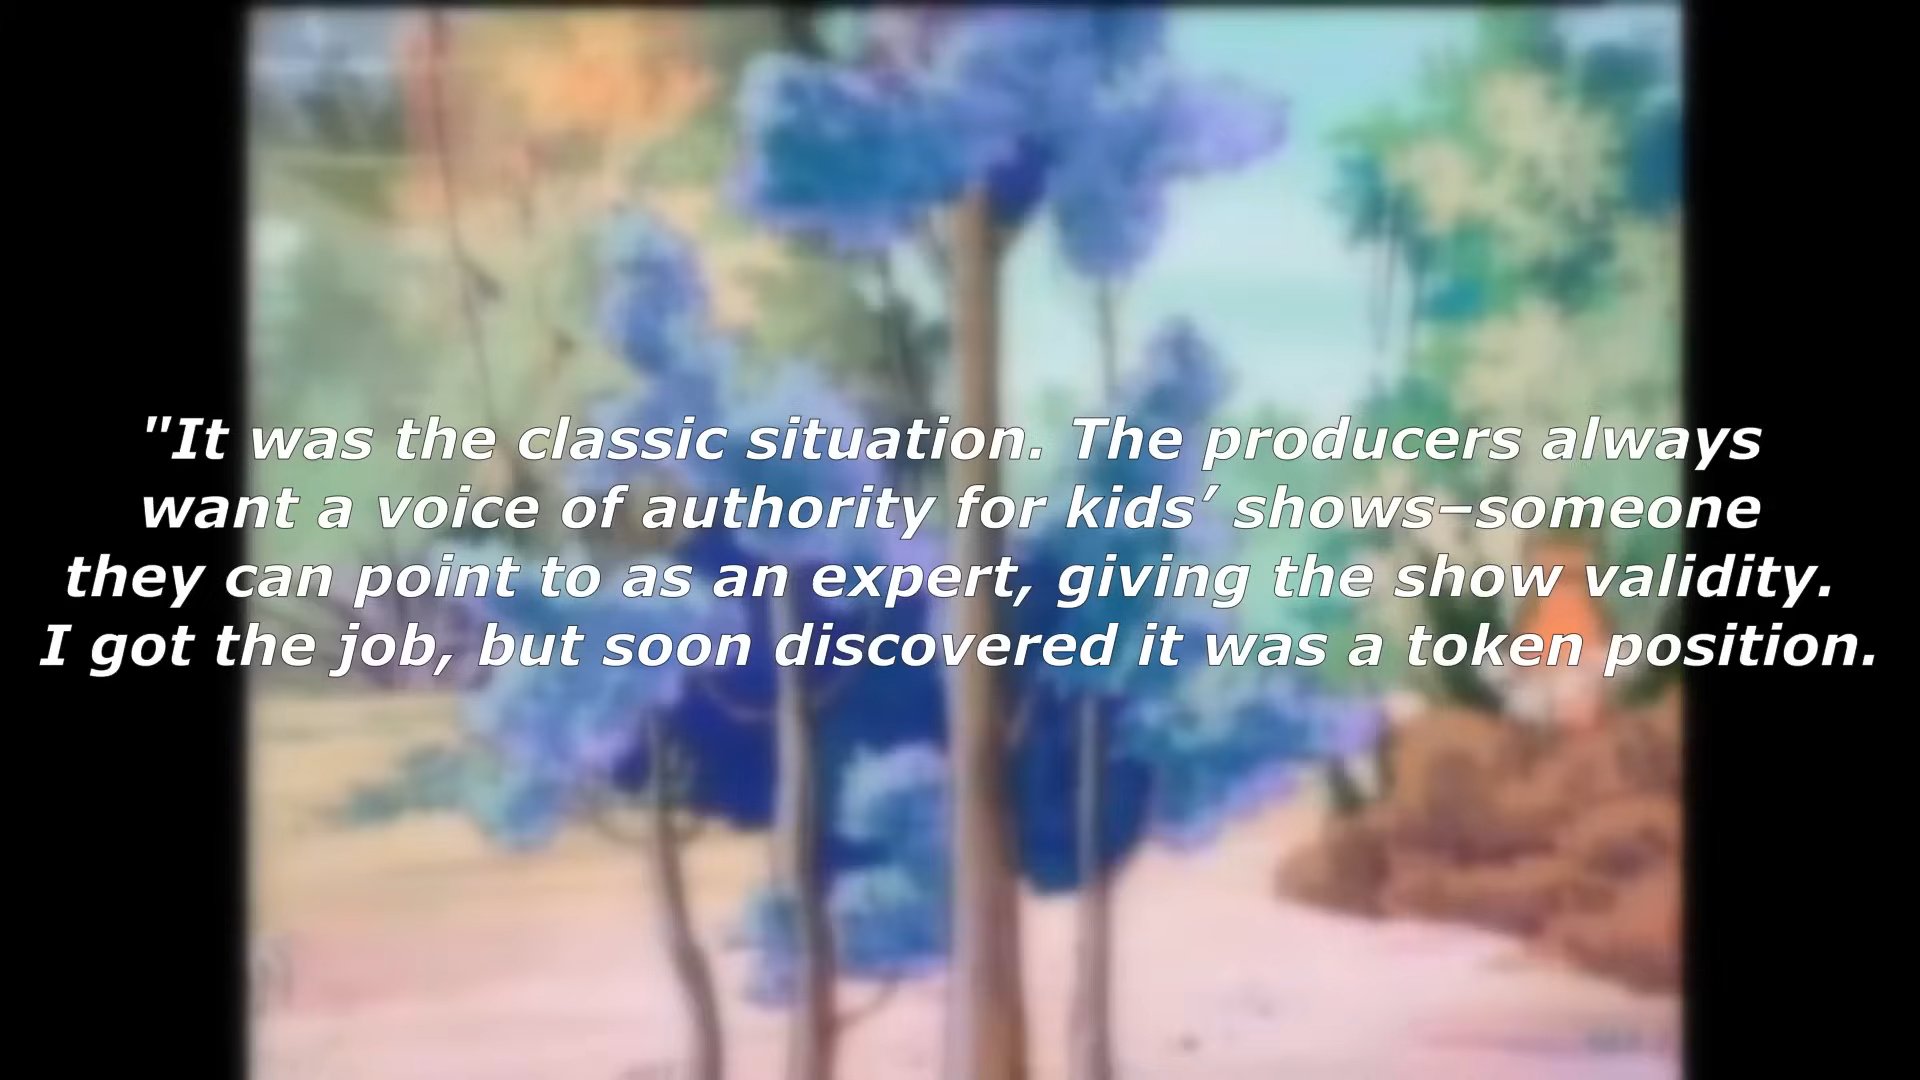 "It was the classic situation. The producers always
want a voice of authority for kids’ shows–someone
they can point to as an expert, giving the show validity.
I got the job, but soon discovered it was a token position.